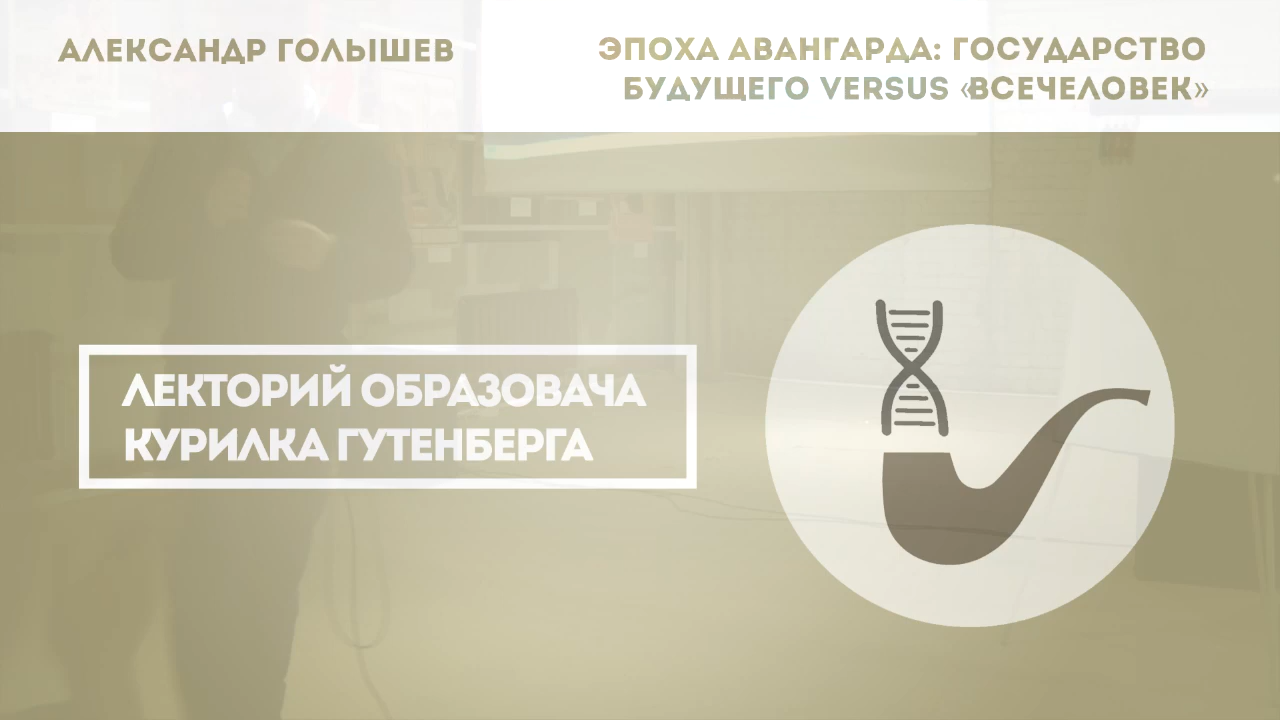 АЛЕКСАНДР ГОЛЫШЕВ
ЭПОХА АВАНГАРДА: ГОСУДАРСТВО
БУДУЩЕГО VERSUS «ВСЕЧЕЛОВЕК»
ЛЕКТОРИЙ ОБРАЗОВАЧА
КУРИЛКА ГУТЕНБЕРГА